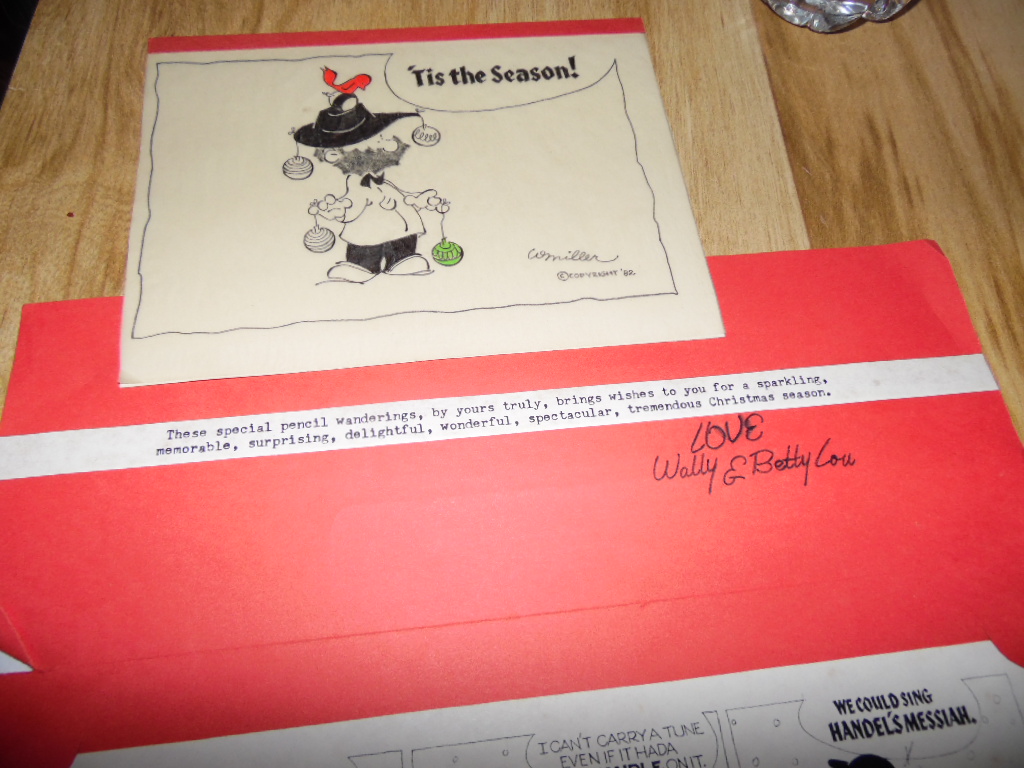 'Tis the Season!
WMiller
©COPYRIGHT '82
These special pencil wanderings, by yours truly, brings wishes to you for a sparkling,
memorable, surprising, delightful, wonderful, spectacular, tremendous Christmas season.
LOVE
Wally & Betty Lou
I CAN'T CARRY A TUNE
EVEN IF IT HAD A
ON IT.
WE COULD SING
HANDEL'S MESSIAH.